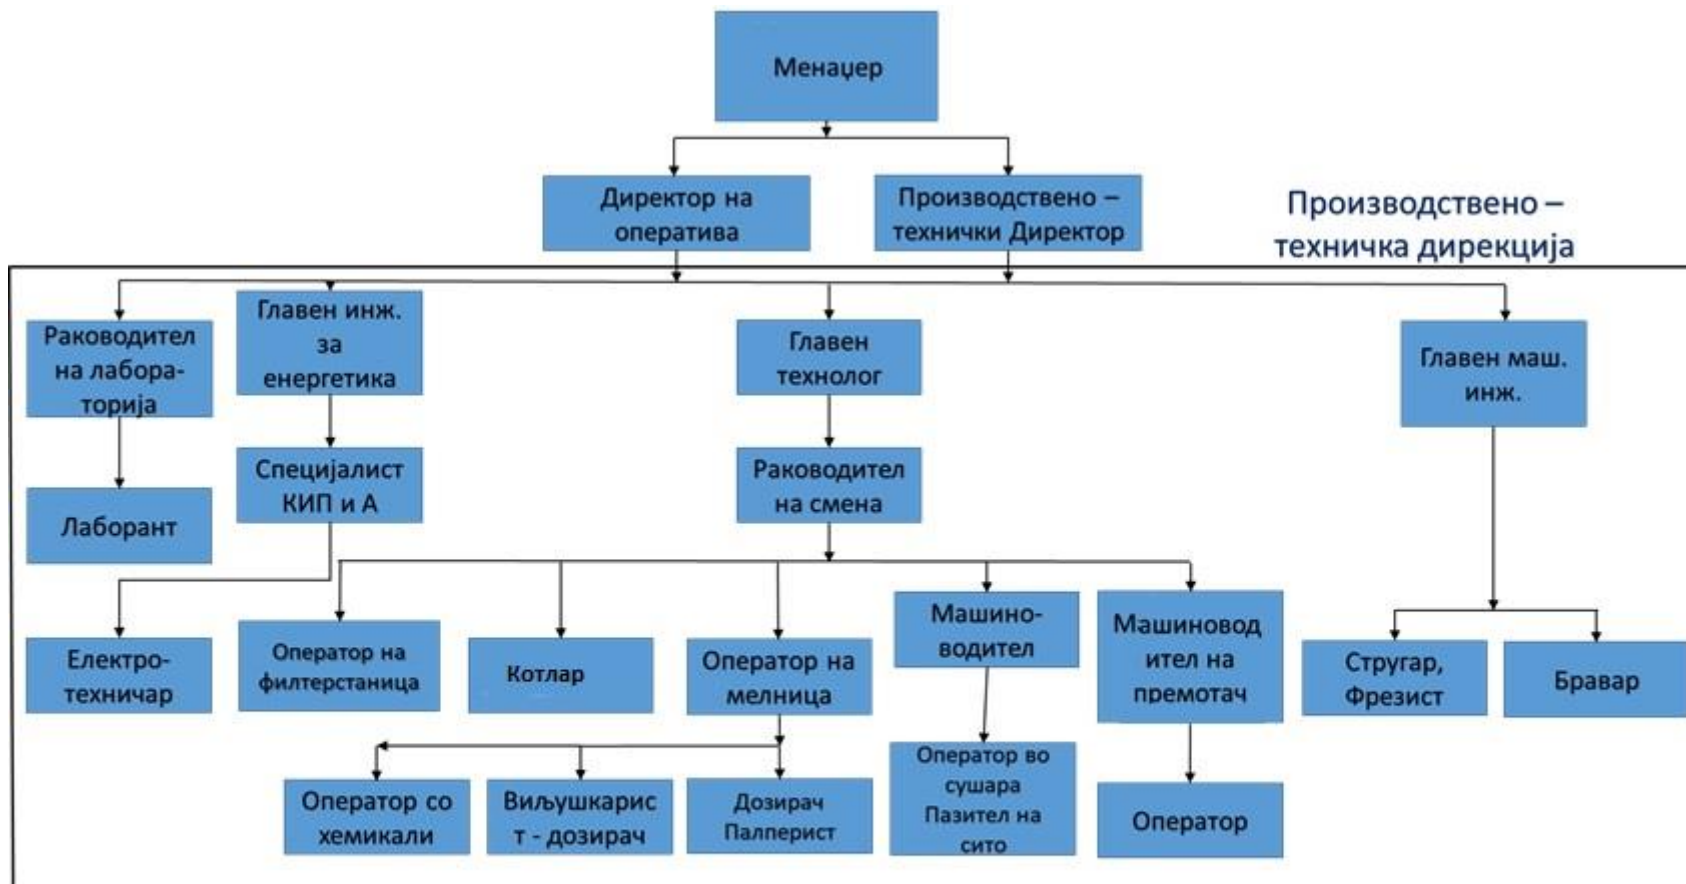 Менаџер
Директор на
оператива
Производствено –
технички Директор
Производствено –
техничка дирекција
Раководител
на лабора-
торија
Главен инж.
за
енергетика
Главен
технолог
Главен маш.
инж.
Лаборант
Специјалист
КИП и А
Раководител
на смена
Електро-
техничар
Оператор на
филтерстаница
Котлар
Оператор на
мелница
Машино-
водител
Машиновод
ител на
премотач
Стругар,
Фрезист
Бравар
Оператор со
хемикали
Виљушкарис
т - дозирач
Дозирач
Палперист
Оператор во
сушара
Пазител на
сито
Оператор